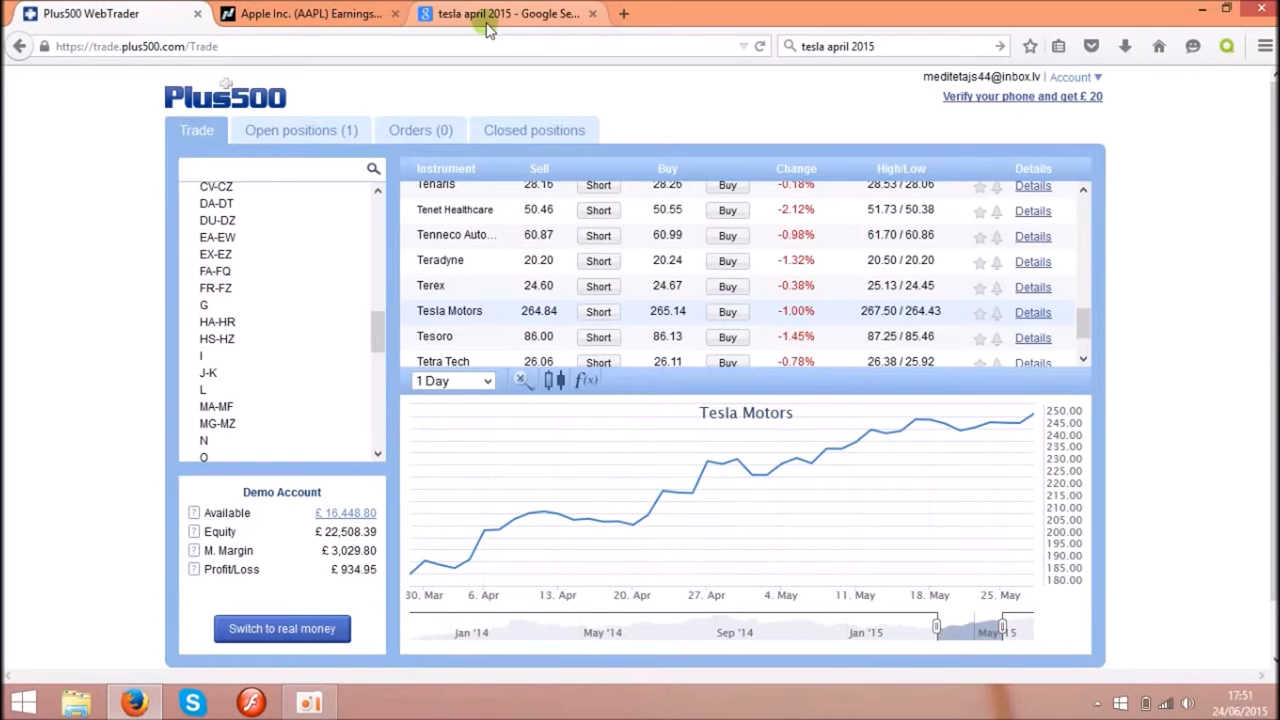 Plus500 WebTrader
Apple Inc. (AAPL) Earnings...
tesla april 2015 - Google Se...
https://trade.plus500.com/Trade
tesla april 2015
meditetajs44@inbox.lv Account
Plus500
Verify your phone and get £ 20
Trade Open positions (1) Orders (0) Closed positions
Instrument Sell Buy Change High/Low Details
CV-CZ
DA-DT
DU-DZ
EA-EW
EX-EZ
FA-FQ
FR-FZ
G
HA-HR
HS-HZ
I
J-K
L
MA-MF
MG-MZ
N
O
Tenaris 28.16 Short 28.26 Buy -0.18% 28.53 / 28.06 Details
Tenet Healthcare 50.46 Short 50.55 Buy -2.12% 51.73 / 50.38 Details
Tenneco Auto... 60.87 Short 60.99 Buy -0.98% 61.70 / 60.86 Details
Teradyne 20.20 Short 20.24 Buy -1.32% 20.50 / 20.20 Details
Terex 24.60 Short 24.67 Buy -0.38% 25.13 / 24.45 Details
Tesla Motors 264.84 Short 265.14 Buy -1.00% 267.50 / 264.43 Details
Tesoro 86.00 Short 86.13 Buy -1.45% 87.25 / 85.46 Details
Tetra Tech 26.06 Short 26.11 Buy -0.78% 26.38 / 25.92 Details
1 Day f(x)
Tesla Motors
250.00
245.00
240.00
235.00
230.00
225.00
220.00
215.00
210.00
205.00
200.00
195.00
190.00
185.00
180.00
30. Mar 6. Apr 13. Apr 20. Apr 27. Apr 4. May 11. May 18. May 25. May
Jan '14 May '14 Sep '14 Jan '15 May '15
Demo Account
? Available £ 16,448.80
? Equity £ 22,508.39
? M. Margin £ 3,029.80
? Profit/Loss £ 934.95
Switch to real money
17:51
24/06/2015